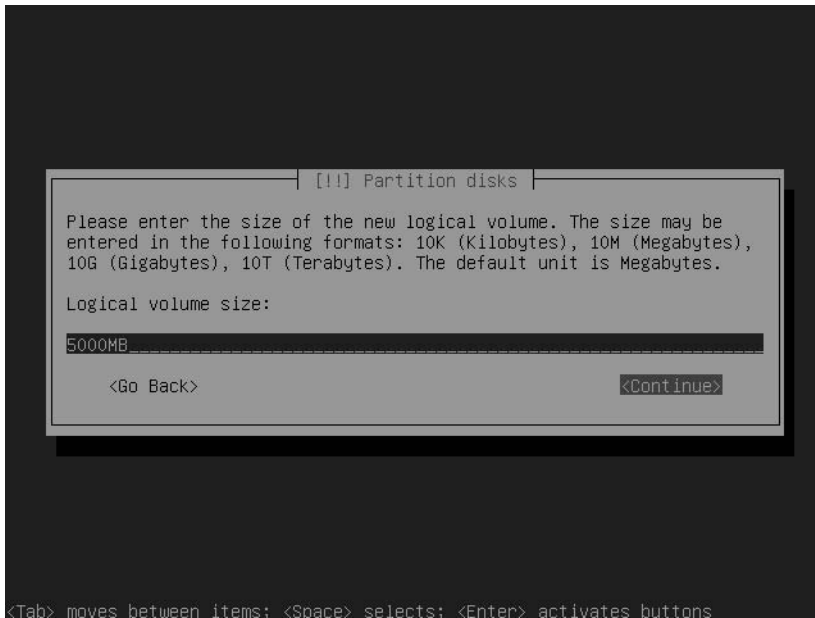 [!!] Partition disks
Please enter the size of the new logical volume. The size may be
entered in the following formats: 10K (Kilobytes), 10M (Megabytes),
10G (Gigabytes), 10T (Terabytes). The default unit is Megabytes.
Logical volume size:
5000MB
<Go Back> <Continue>
<Tab> moves between items; <Space> selects; <Enter> activates buttons